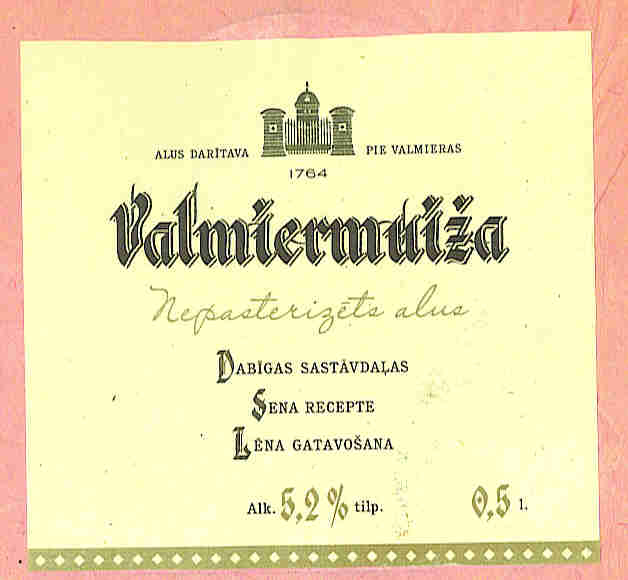 ALUS DARĪTAVA PIE VALMIERAS
1764
Valmiermuiža
Nepasterizēts alus
DABĪGAS SASTĀVDAĻAS
SENA RECEPTE
LĒNA GATAVOŠANA
Alk. 5,2% tilp. 0,5 l.